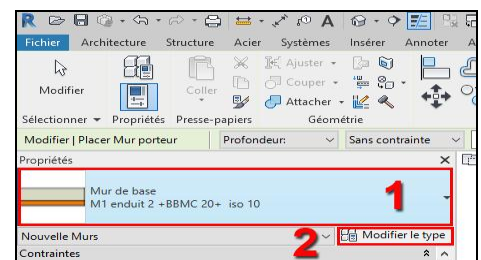 R A
Fichier Architecture Structure Acier Systèmes Insérer Annoter A
Modifier Coller Ajuster Couper Attacher
Sélectionner Propriétés Presse-papiers Géométrie
Modifier | Placer Mur porteur Profondeur: Sans contrainte
Propriétés
Mur de base 1
M1 enduit 2 +BBMC 20+ iso 10
Nouvelle Murs 2 Modifier le type
Contraintes